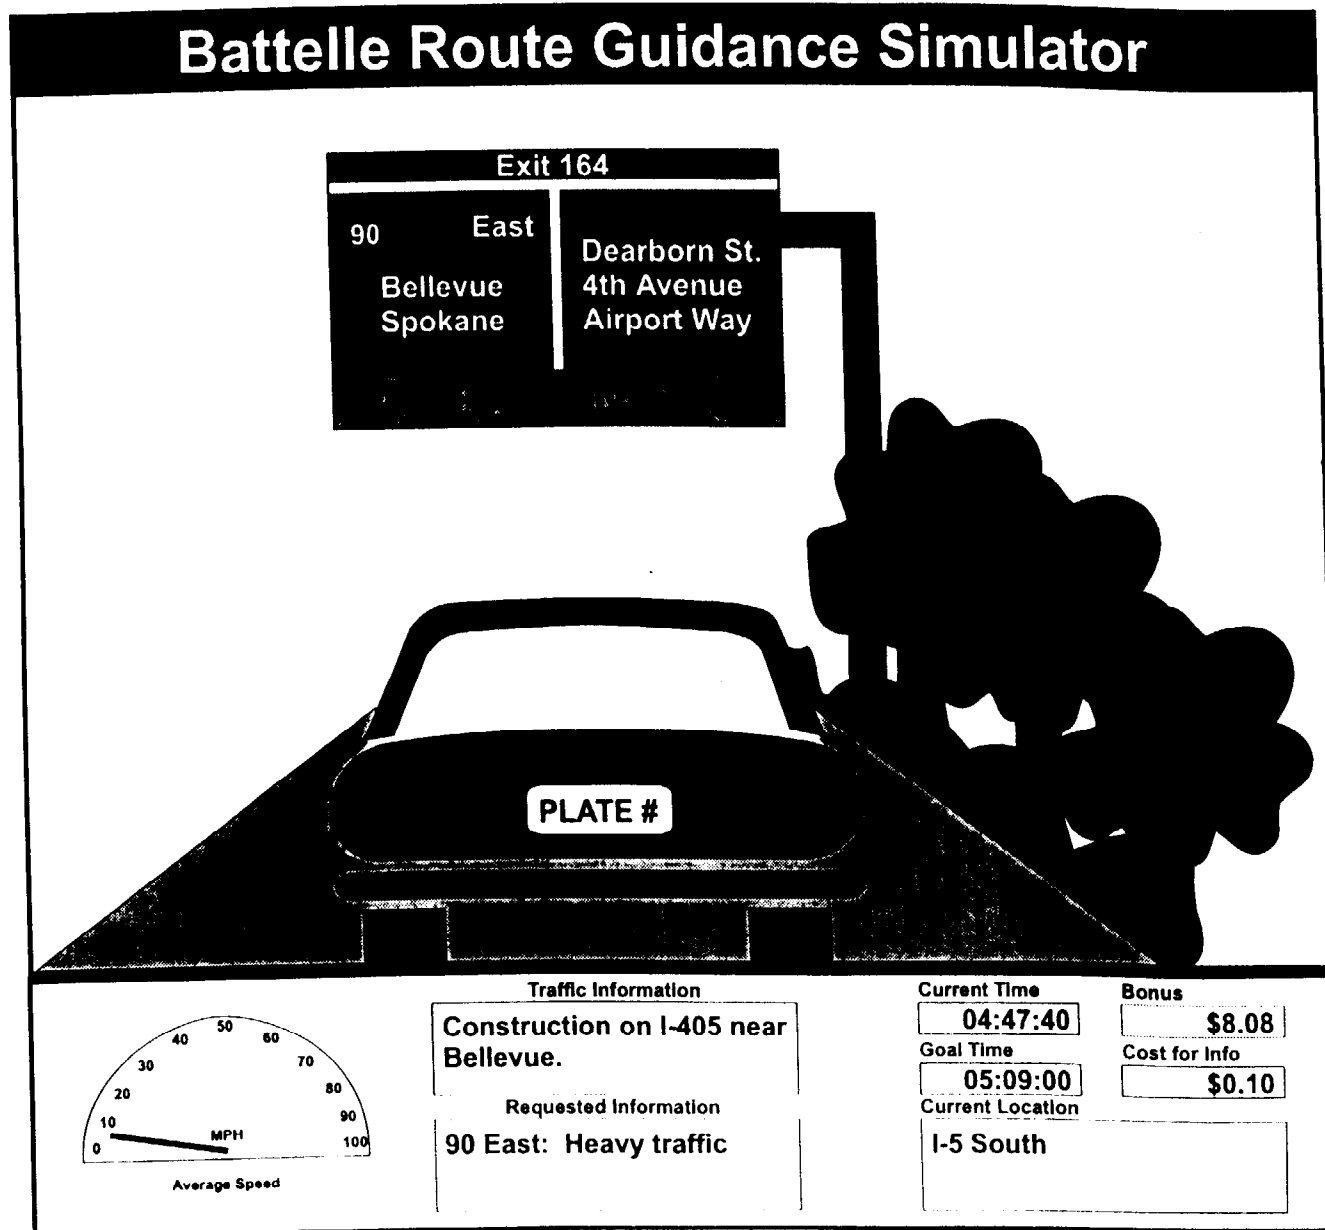 Battelle Route Guidance Simulator
Exit 164
90 East
Bellevue
Spokane
Dearborn St.
4th Avenue
Airport Way
PLATE #
0
10
20
30
40
50
60
70
80
90
100
MPH
Average Speed
Traffic Information
Construction on I-405 near
Bellevue.
Requested Information
90 East: Heavy traffic
Current Time
04:47:40
Bonus
$8.08
Goal Time
05:09:00
Cost for Info
$0.10
Current Location
I-5 South